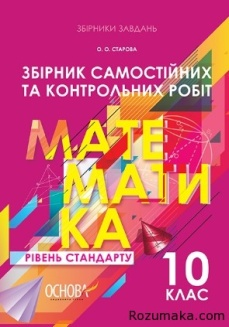 ЗБІРНИКИ ЗАВДАНЬ
О. О. СТАРОВА
ЗБІРНИК САМОСТІЙНИХ
ТА КОНТРОЛЬНИХ РОБІТ
МАТЕ
МАТИ
КА
РІВЕНЬ СТАНДАРТУ
10
КЛАС
ОСНОВА
Rozumaka.com